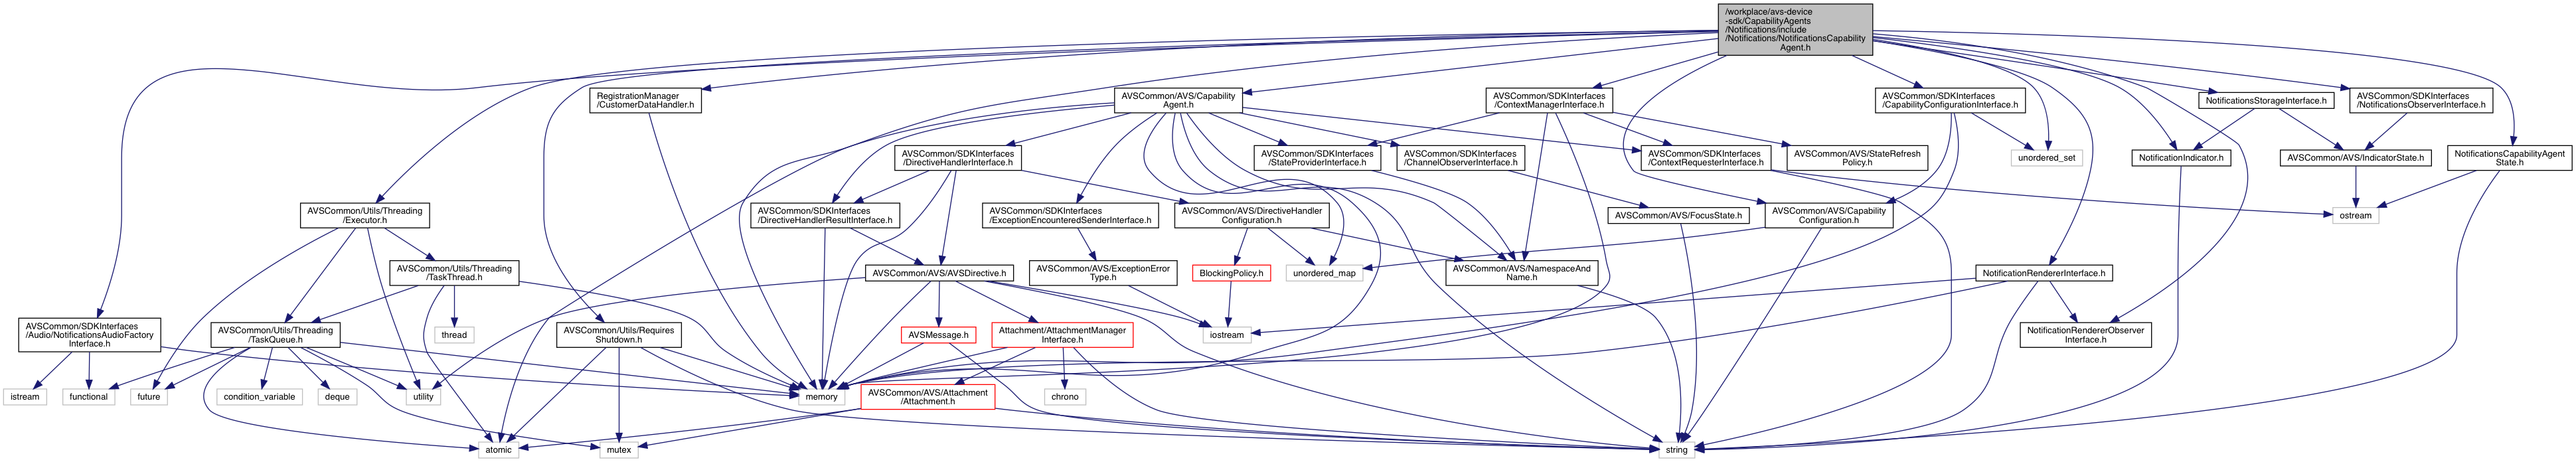 /workplace/avs-device
-sdk/CapabilityAgents
/Notifications/include
/Notifications/NotificationsCapability
Agent.h
RegistrationManager
/CustomerDataHandler.h
AVSCommon/AVS/Capability
Agent.h
AVSCommon/SDKInterfaces
/ContextManagerInterface.h
AVSCommon/SDKInterfaces
/CapabilityConfigurationInterface.h
NotificationsStorageInterface.h
AVSCommon/SDKInterfaces
/NotificationsObserverInterface.h
AVSCommon/SDKInterfaces
/DirectiveHandlerInterface.h
AVSCommon/SDKInterfaces
/StateProviderInterface.h
AVSCommon/SDKInterfaces
/ChannelObserverInterface.h
AVSCommon/SDKInterfaces
/ContextRequesterInterface.h
AVSCommon/AVS/StateRefresh
Policy.h
unordered_set
NotificationIndicator.h
AVSCommon/AVS/IndicatorState.h
NotificationsCapabilityAgent
State.h
AVSCommon/Utils/Threading
/Executor.h
AVSCommon/SDKInterfaces
/DirectiveHandlerResultInterface.h
AVSCommon/SDKInterfaces
/ExceptionEncounteredSenderInterface.h
AVSCommon/AVS/DirectiveHandler
Configuration.h
AVSCommon/AVS/FocusState.h
AVSCommon/AVS/Capability
Configuration.h
ostream
AVSCommon/Utils/Threading
/TaskThread.h
AVSCommon/AVS/AVSDirective.h
AVSCommon/AVS/ExceptionError
Type.h
BlockingPolicy.h
unordered_map
AVSCommon/AVS/NamespaceAnd
Name.h
NotificationRendererInterface.h
AVSCommon/SDKInterfaces
/Audio/NotificationsAudioFactory
Interface.h
AVSCommon/Utils/Threading
/TaskQueue.h
thread
AVSCommon/Utils/Requires
Shutdown.h
AVSMessage.h
Attachment/AttachmentManager
Interface.h
iostream
NotificationRendererObserver
Interface.h
istream
functional
future
condition_variable
deque
utility
memory
AVSCommon/AVS/Attachment
/Attachment.h
chrono
atomic
mutex
string